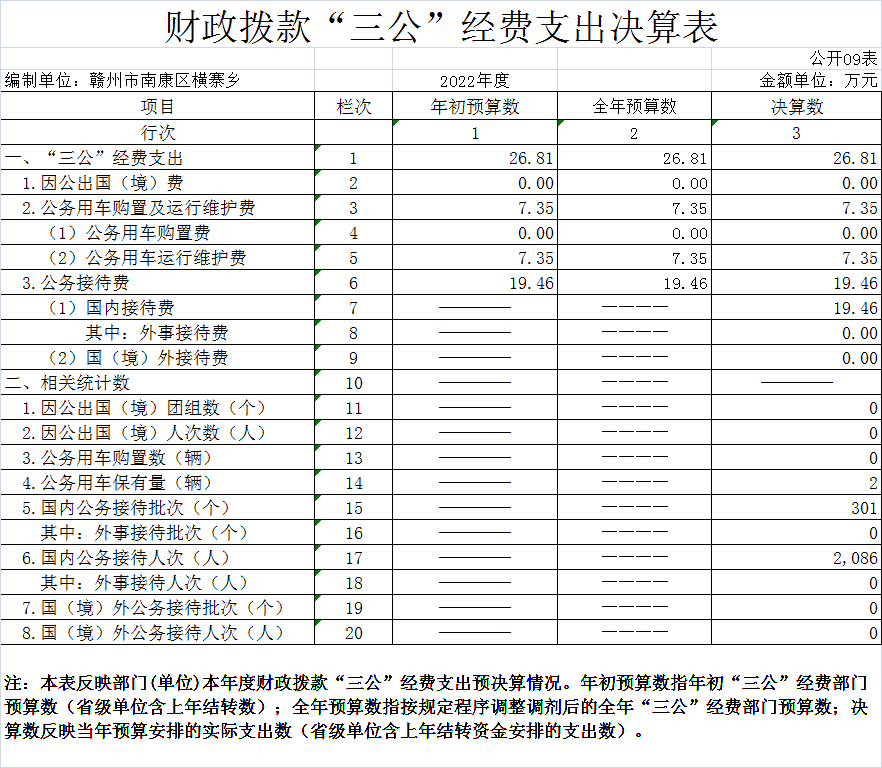 财政拨款“三公”经费支出决算表
公开09表
编制单位：赣州市南康区横寨乡 2022年度 金额单位：万元
项目 栏次 年初预算数 全年预算数 决算数
行次 1 2 3
一、“三公”经费支出 1 26.81 26.81 26.81
1.因公出国（境）费 2 0.00 0.00 0.00
2.公务用车购置及运行维护费 3 7.35 7.35 7.35
（1）公务用车购置费 4 0.00 0.00 0.00
（2）公务用车运行维护费 5 7.35 7.35 7.35
3.公务接待费 6 19.46 19.46 19.46
（1）国内接待费 7 ———— ———— 19.46
其中：外事接待费 8 ———— ———— 0.00
（2）国（境）外接待费 9 ———— ———— 0.00
二、相关统计数 10 ———— ———— ————
1.因公出国（境）团组数（个） 11 ———— ———— 0
2.因公出国（境）人次数（人） 12 ———— ———— 0
3.公务用车购置数（辆） 13 ———— ———— 0
4.公务用车保有量（辆） 14 ———— ———— 2
5.国内公务接待批次（个） 15 ———— ———— 301
其中：外事接待批次（个） 16 ———— ———— 0
6.国内公务接待人次（人） 17 ———— ———— 2,086
其中：外事接待人次（人） 18 ———— ———— 0
7.国（境）外公务接待批次（个） 19 ———— ———— 0
8.国（境）外公务接待人次（人） 20 ———— ———— 0
注：本表反映部门(单位)本年度财政拨款“三公”经费支出预决算情况。年初预算数指年初“三公”经费部门
预算数（省级单位含上年结转数）；全年预算数指按规定程序调整调剂后的全年“三公”经费部门预算数；决
算数反映当年预算安排的实际支出数（省级单位含上年结转资金安排的支出数）。